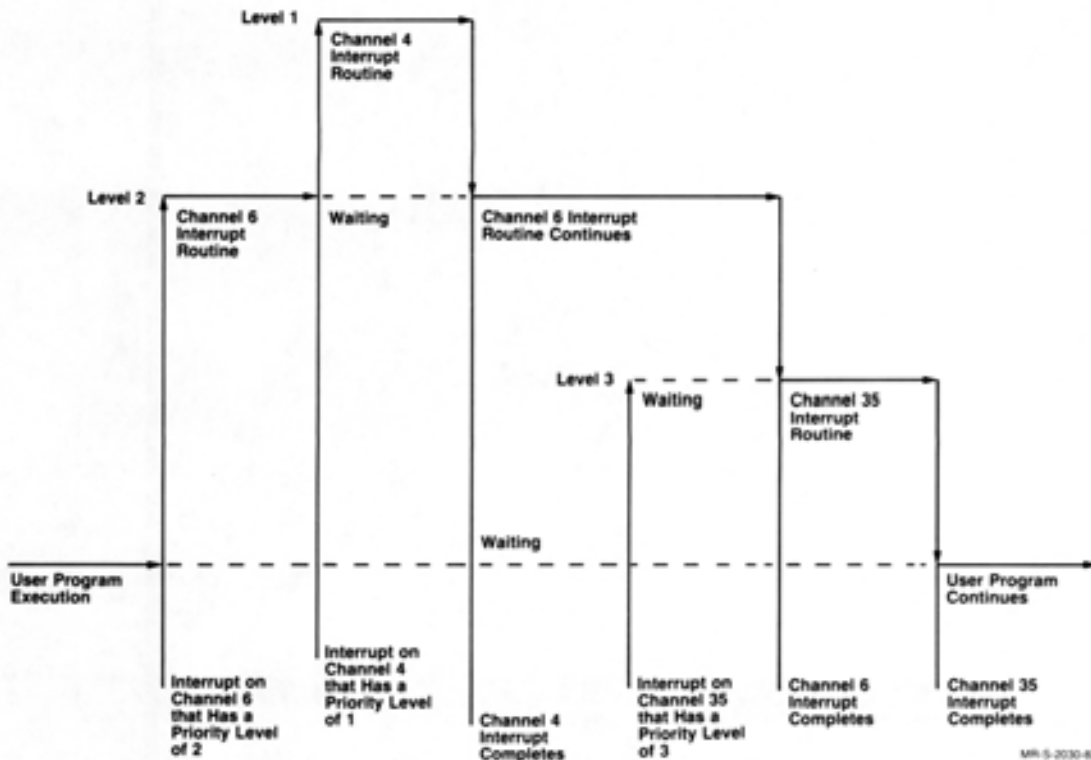 Level 1
Channel 4
Interrupt
Routine
Level 2
Channel 6
Interrupt
Routine
Waiting
Channel 6 Interrupt
Routine Continues
Level 3
Waiting
Channel 35
Interrupt
Routine
Waiting
User Program
Execution
User Program
Continues
Interrupt on
Channel 6
that Has a
Priority Level
of 2
Interrupt on
Channel 4
that Has a
Priority Level
of 1
Channel 4
Interrupt
Completes
Interrupt on
Channel 35
that Has a
Priority Level
of 3
Channel 6
Interrupt
Completes
Channel 35
Interrupt
Completes